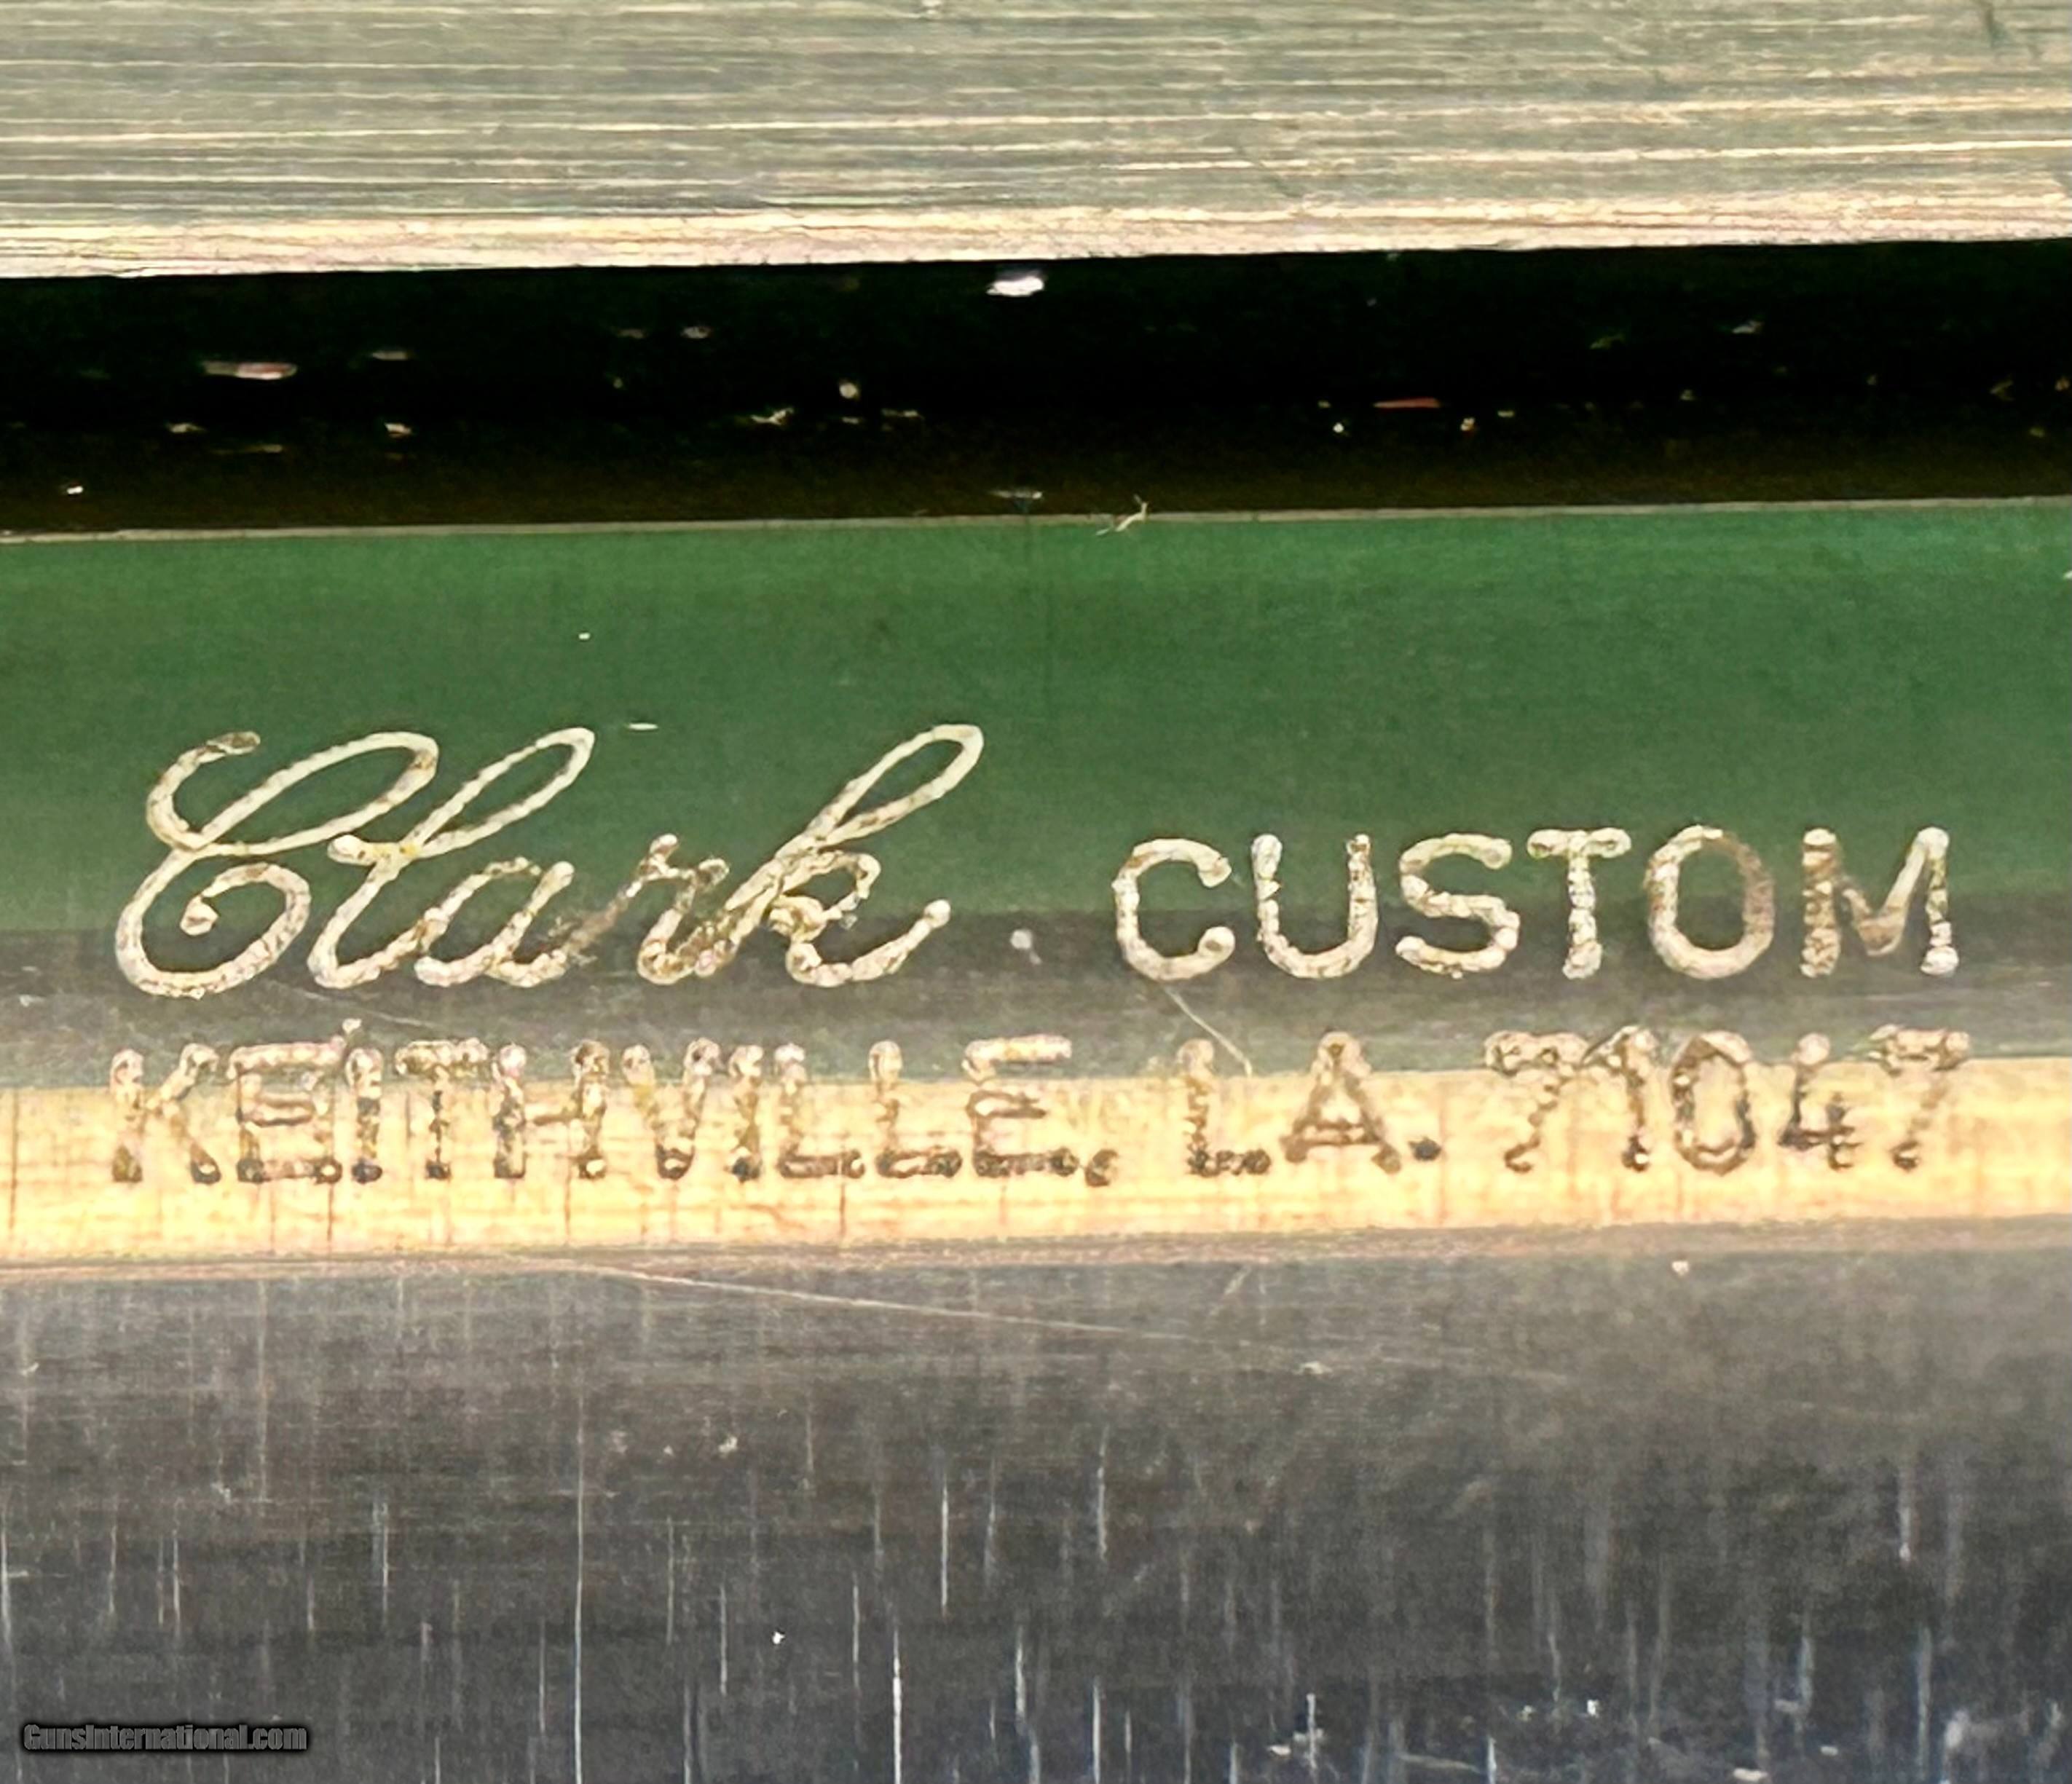 Clark CUSTOM
KEITHVILLE, LA. 71047
GunsInternational.com